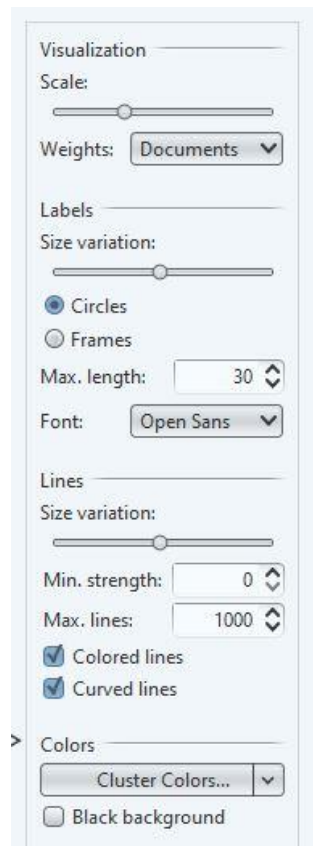 Visualization
Scale:
Weights: Documents
Labels
Size variation:
Circles
Frames
Max. length: 30
Font: Open Sans
Lines
Size variation:
Min. strength: 0
Max. lines: 1000
Colored lines
Curved lines
Colors
Cluster Colors...
Black background